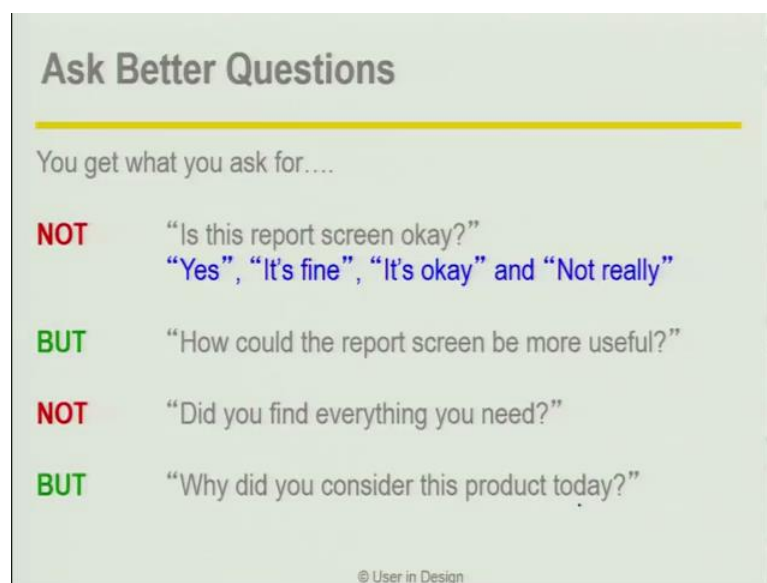 Ask Better Questions
You get what you ask for....
NOT “Is this report screen okay?”
“Yes”, “It’s fine”, “It’s okay” and “Not really”
BUT “How could the report screen be more useful?”
NOT “Did you find everything you need?”
BUT “Why did you consider this product today?”
© User in Design